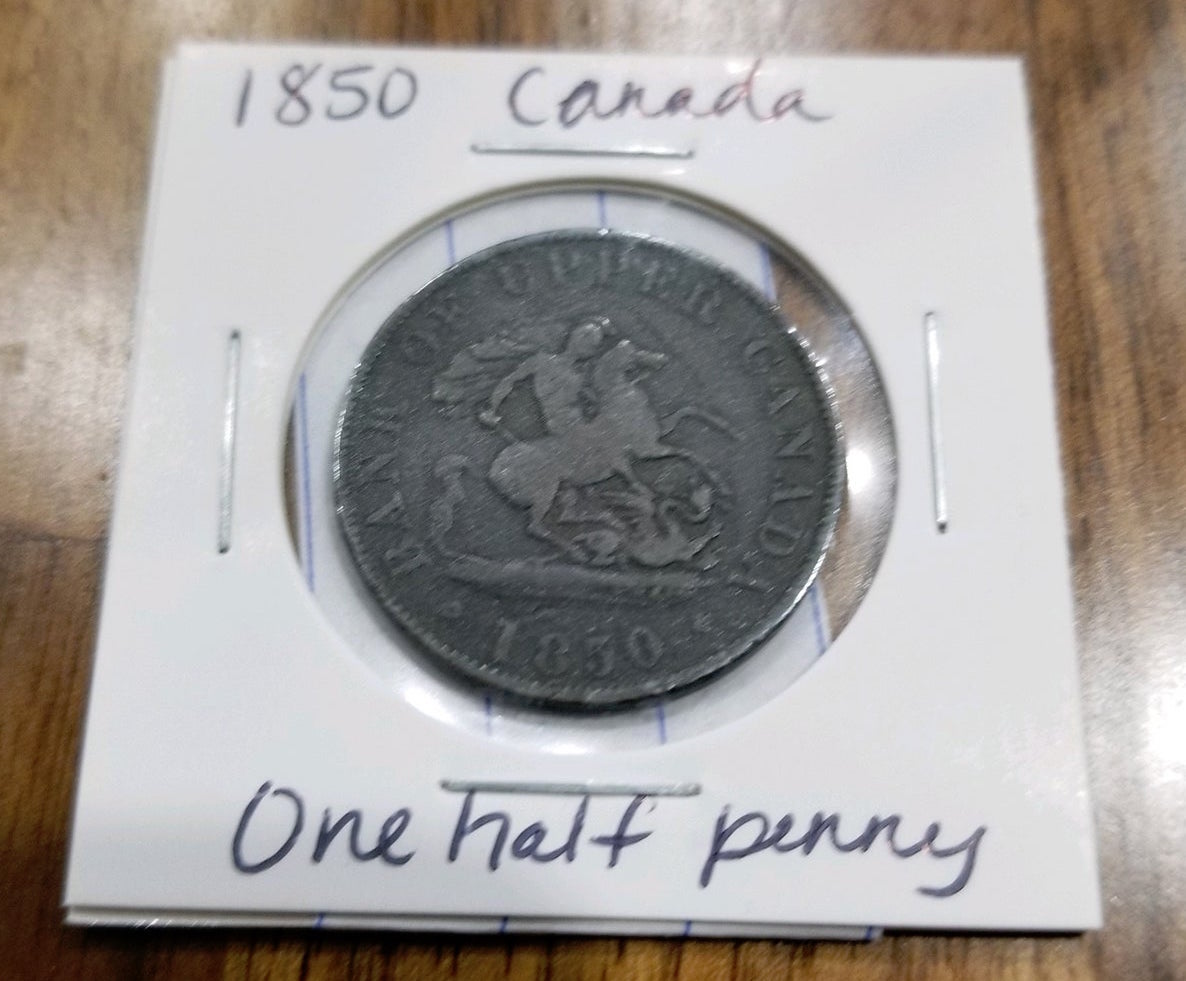 1850 Canada
BANK OF UPPER CANADA
1850
One half penny